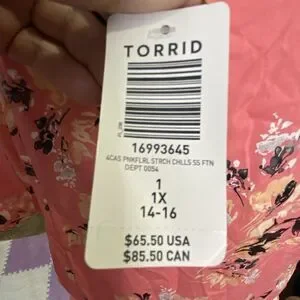 TORRID
16993645
4CAS PNKFLRL STRCH CHLLS SS FTN
DEPT 0054
1
1X
14-16
$65.50 USA
$85.50 CAN